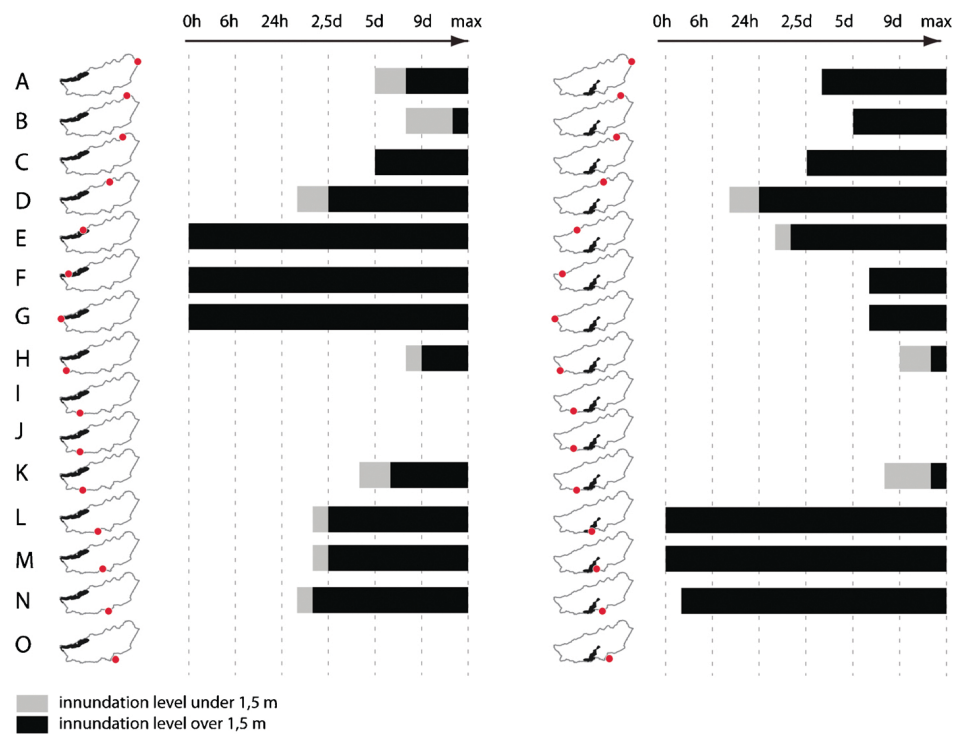 0h 6h 24h 2,5d 5d 9d max 0h 6h 24h 2,5d 5d 9d max
A
B
C
D
E
F
G
H
I
J
K
L
M
N
O
innundation level under 1,5 m
innundation level over 1,5 m